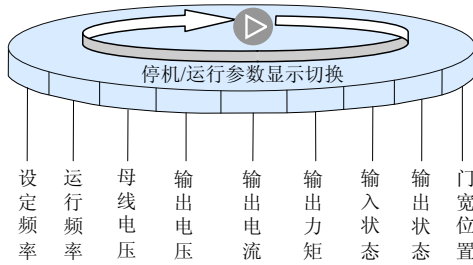 停机/运行参数显示切换
设定频率
运行频率
母线电压
输出电压
输出电流
输出力矩
输入状态
输出状态
门宽位置